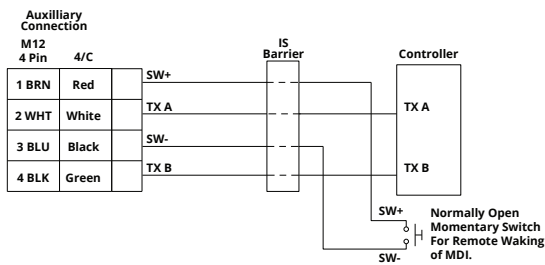 Auxilliary
Connection
M12
4 Pin
4/C
IS
Barrier
Controller
1 BRN Red SW+
2 WHT White TX A TX A
3 BLU Black SW-
4 BLK Green TX B TX B
SW+
SW-
Normally Open
Momentary Switch
For Remote Waking
of MDI.